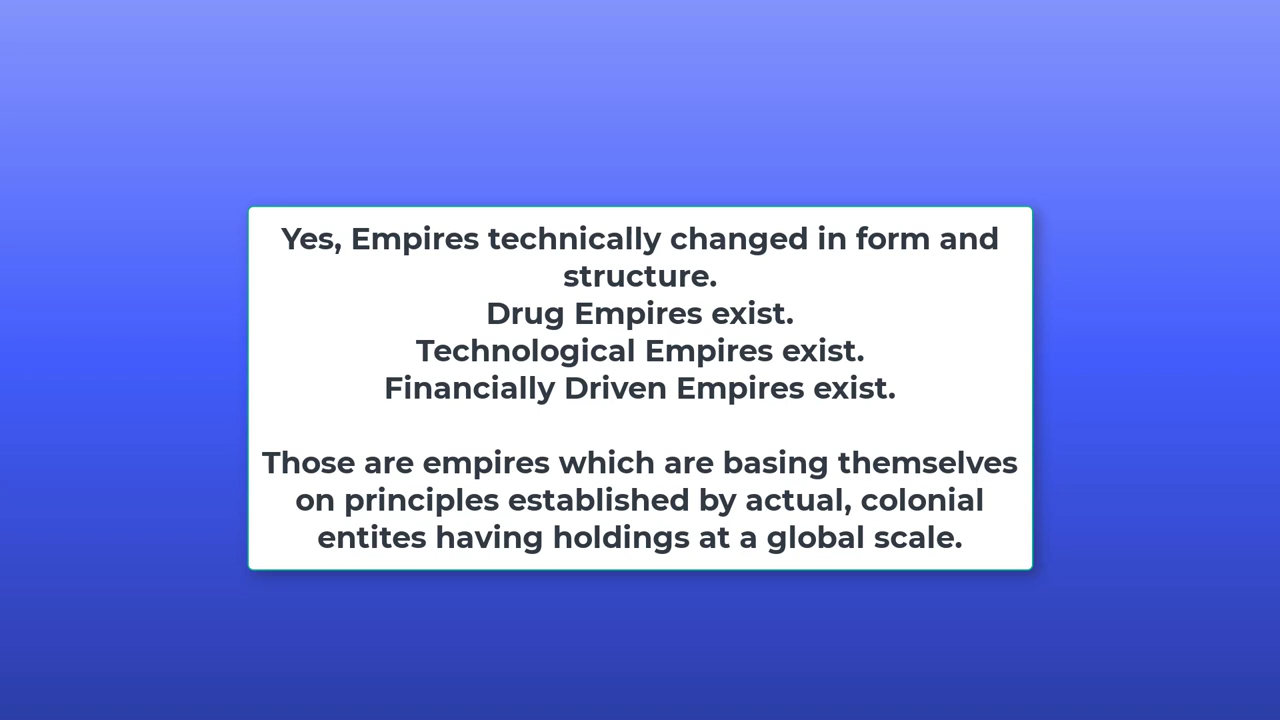 Yes, Empires technically changed in form and
structure.
Drug Empires exist.
Technological Empires exist.
Financially Driven Empires exist.
Those are empires which are basing themselves
on principles established by actual, colonial
entites having holdings at a global scale.